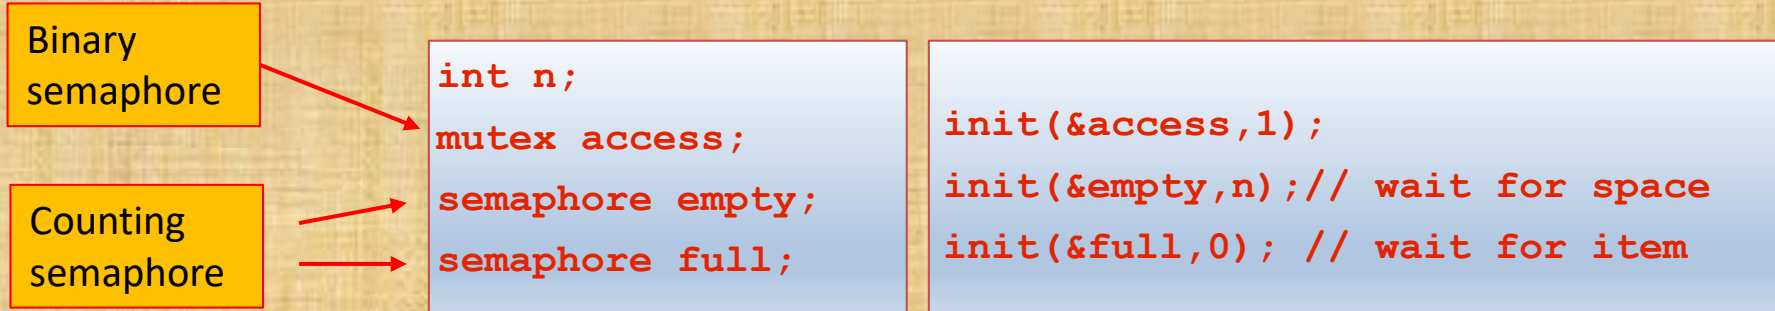 Binary
semaphore
Counting
semaphore
int n;
mutex access;
semaphore empty;
semaphore full;
init(&access,1);
init(&empty,n);// wait for space
init(&full,0); // wait for item